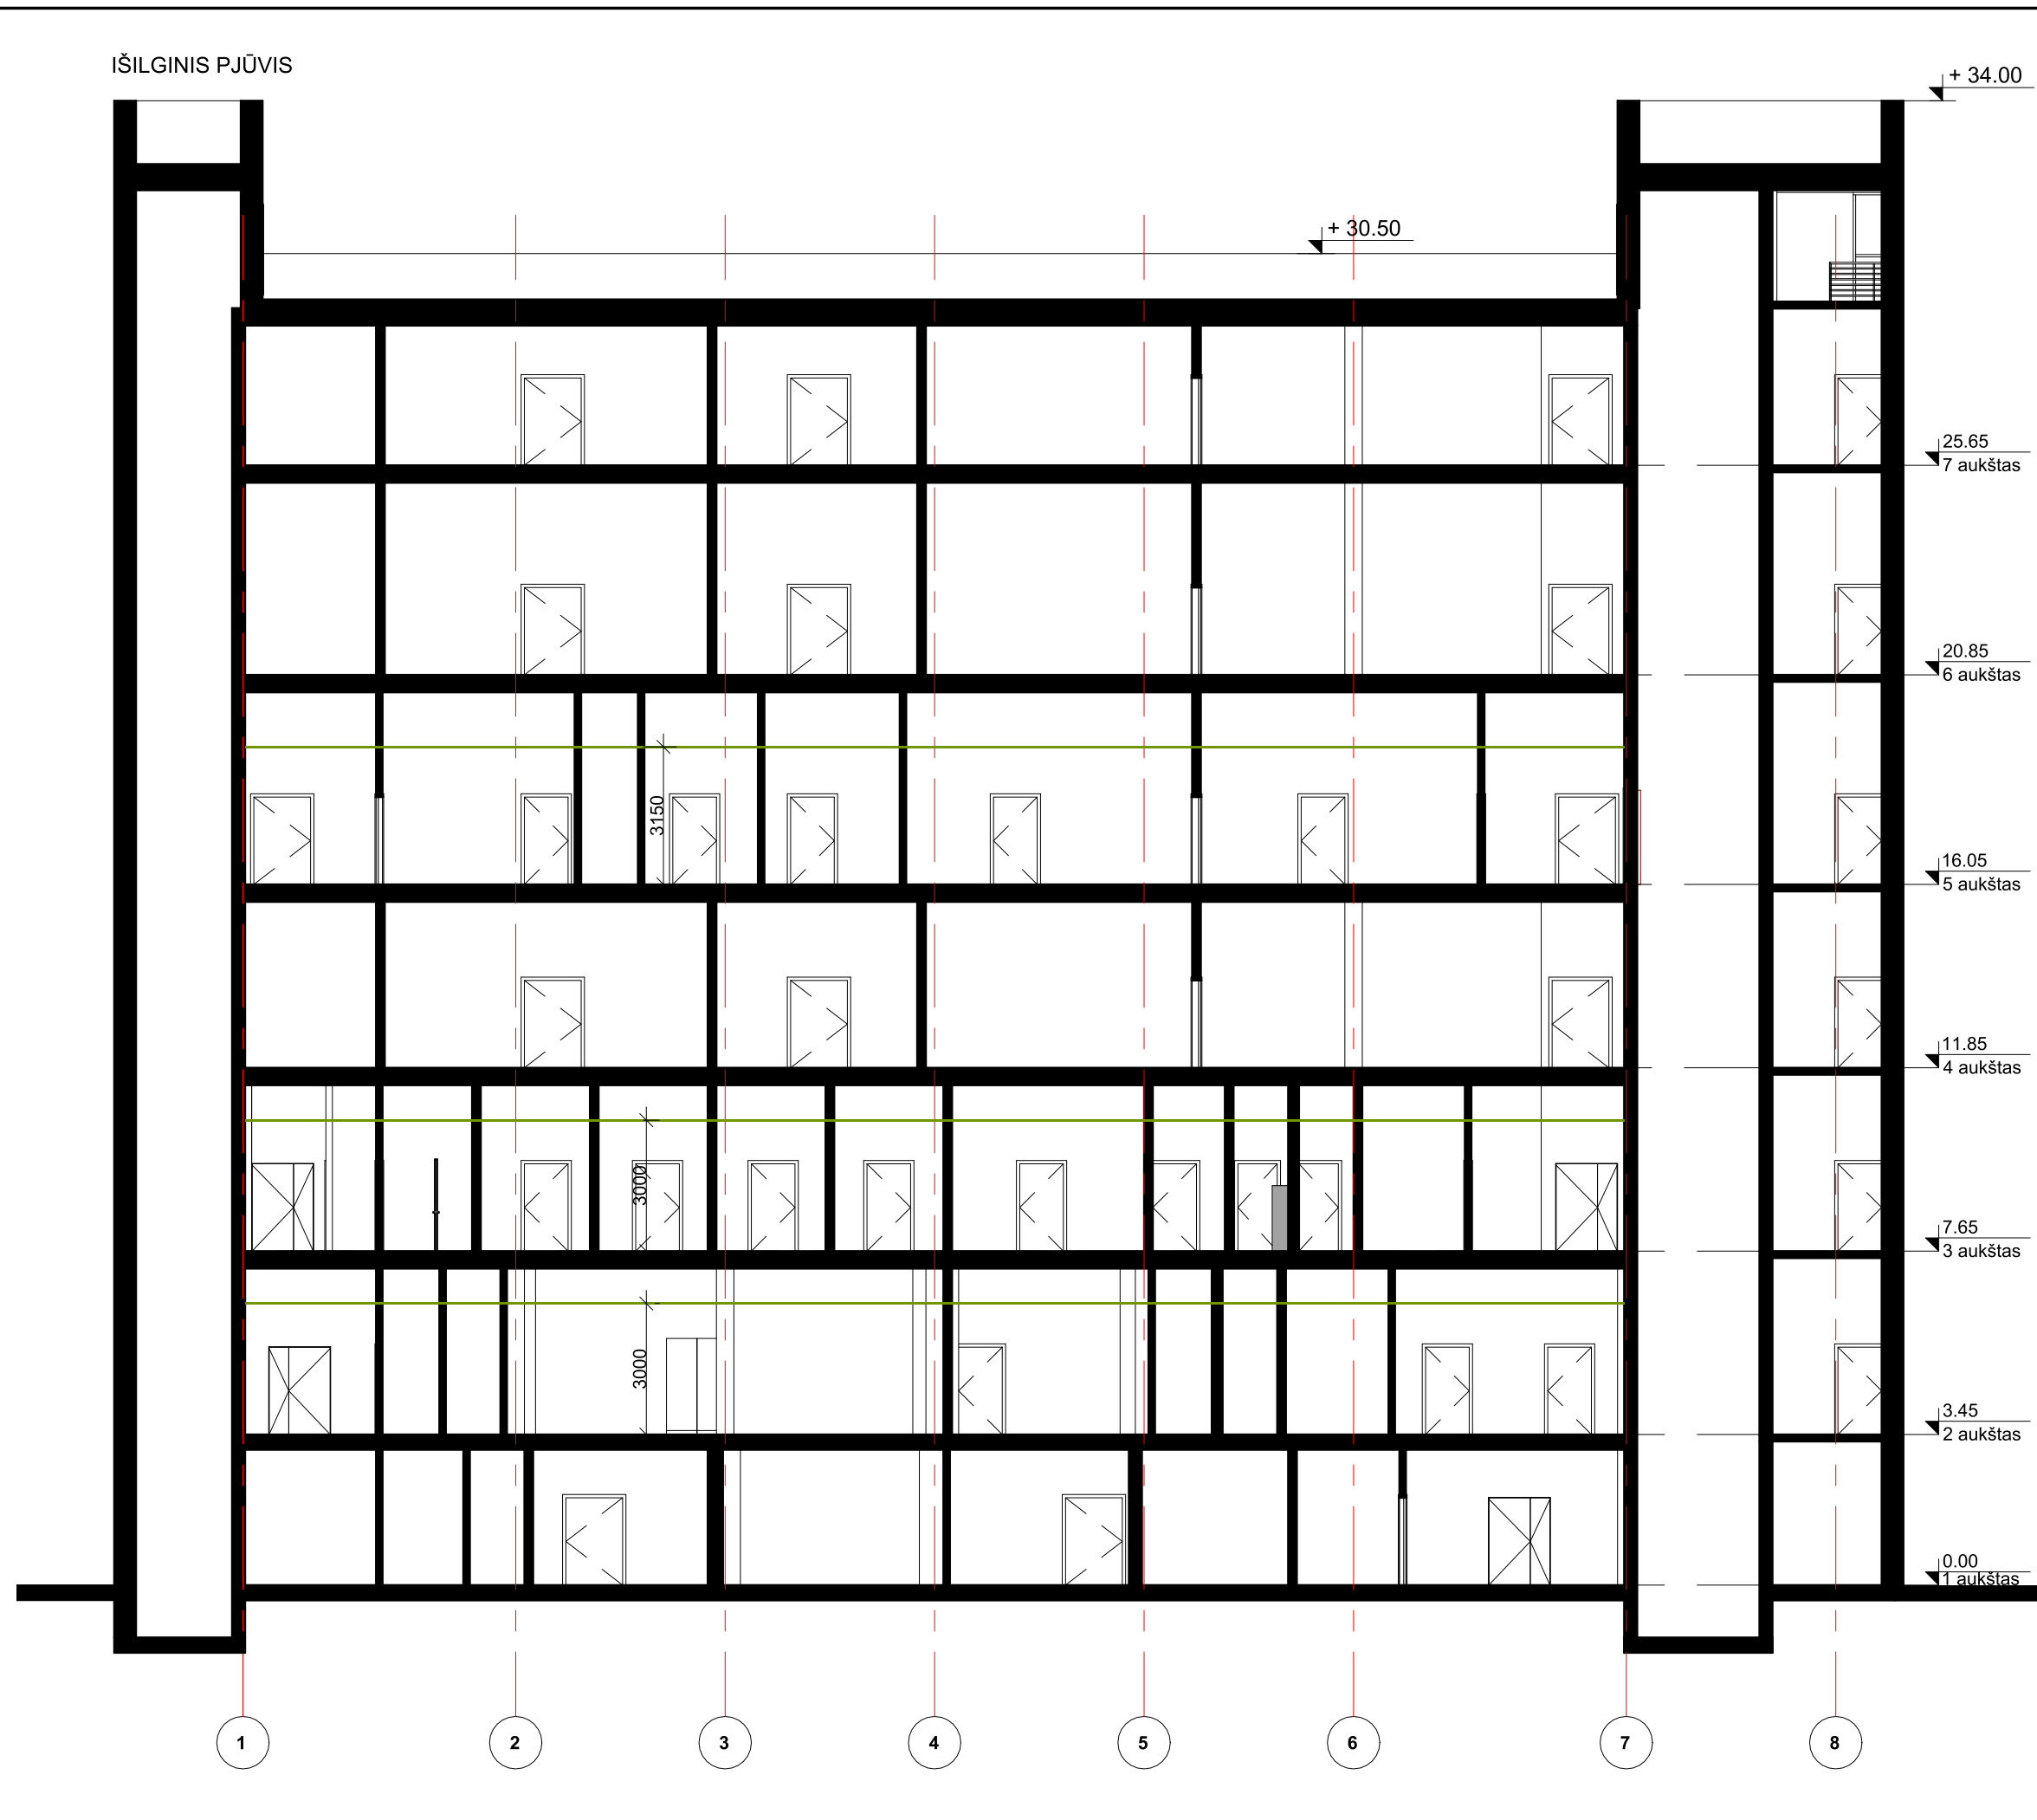 IŠILGINIS PJŪVIS
+ 34.00
+ 30.50
25.65
7 aukštas
20.85
6 aukštas
3150
16.05
5 aukštas
11.85
4 aukštas
3000
7.65
3 aukštas
3000
3.45
2 aukštas
0.00
1 aukštas
1 2 3 4 5 6 7 8